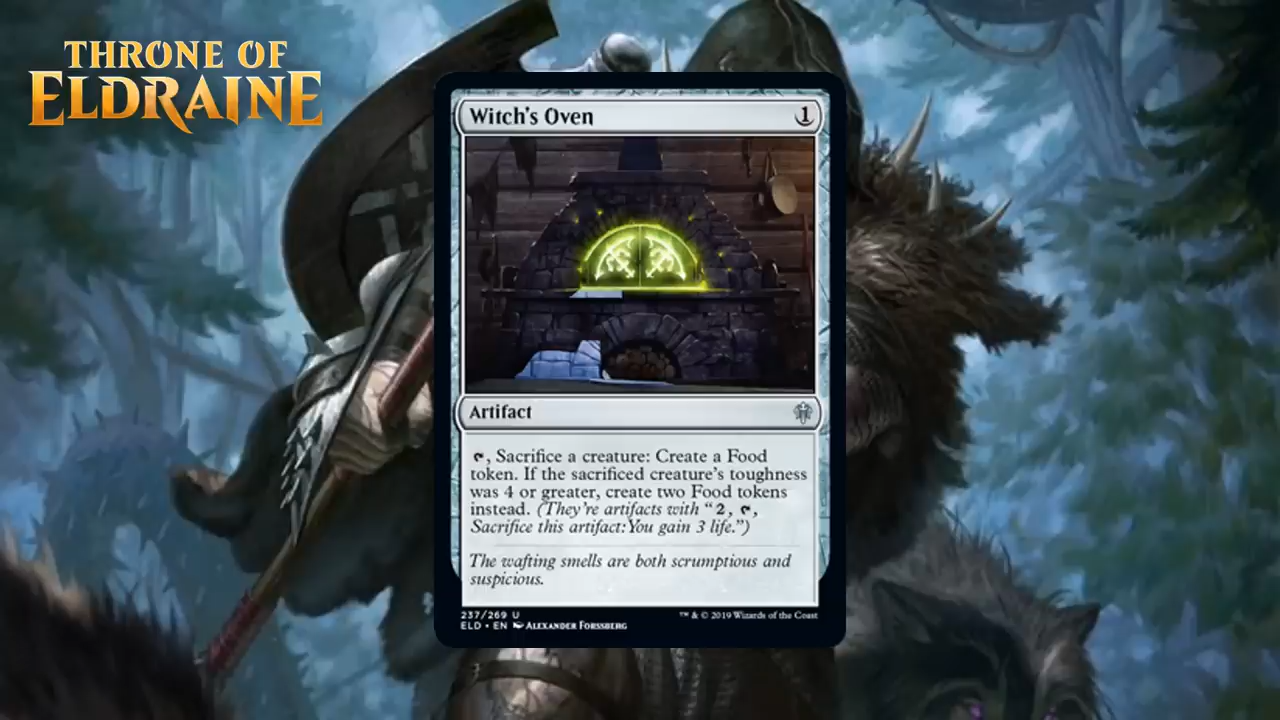 THRONE OF
ELDRAINE
Witch's Oven 1
Artifact
, Sacrifice a creature: Create a Food
token. If the sacrificed creature's toughness
was 4 or greater, create two Food tokens
instead. (They're artifacts with "2, ,
Sacrifice this artifact: You gain 3 life.")
The wafting smells are both scrumptious and
suspicious.
237/269 U ™ & © 2019 Wizards of the Coast
ELD • EN ALEXANDER FORSSBERG